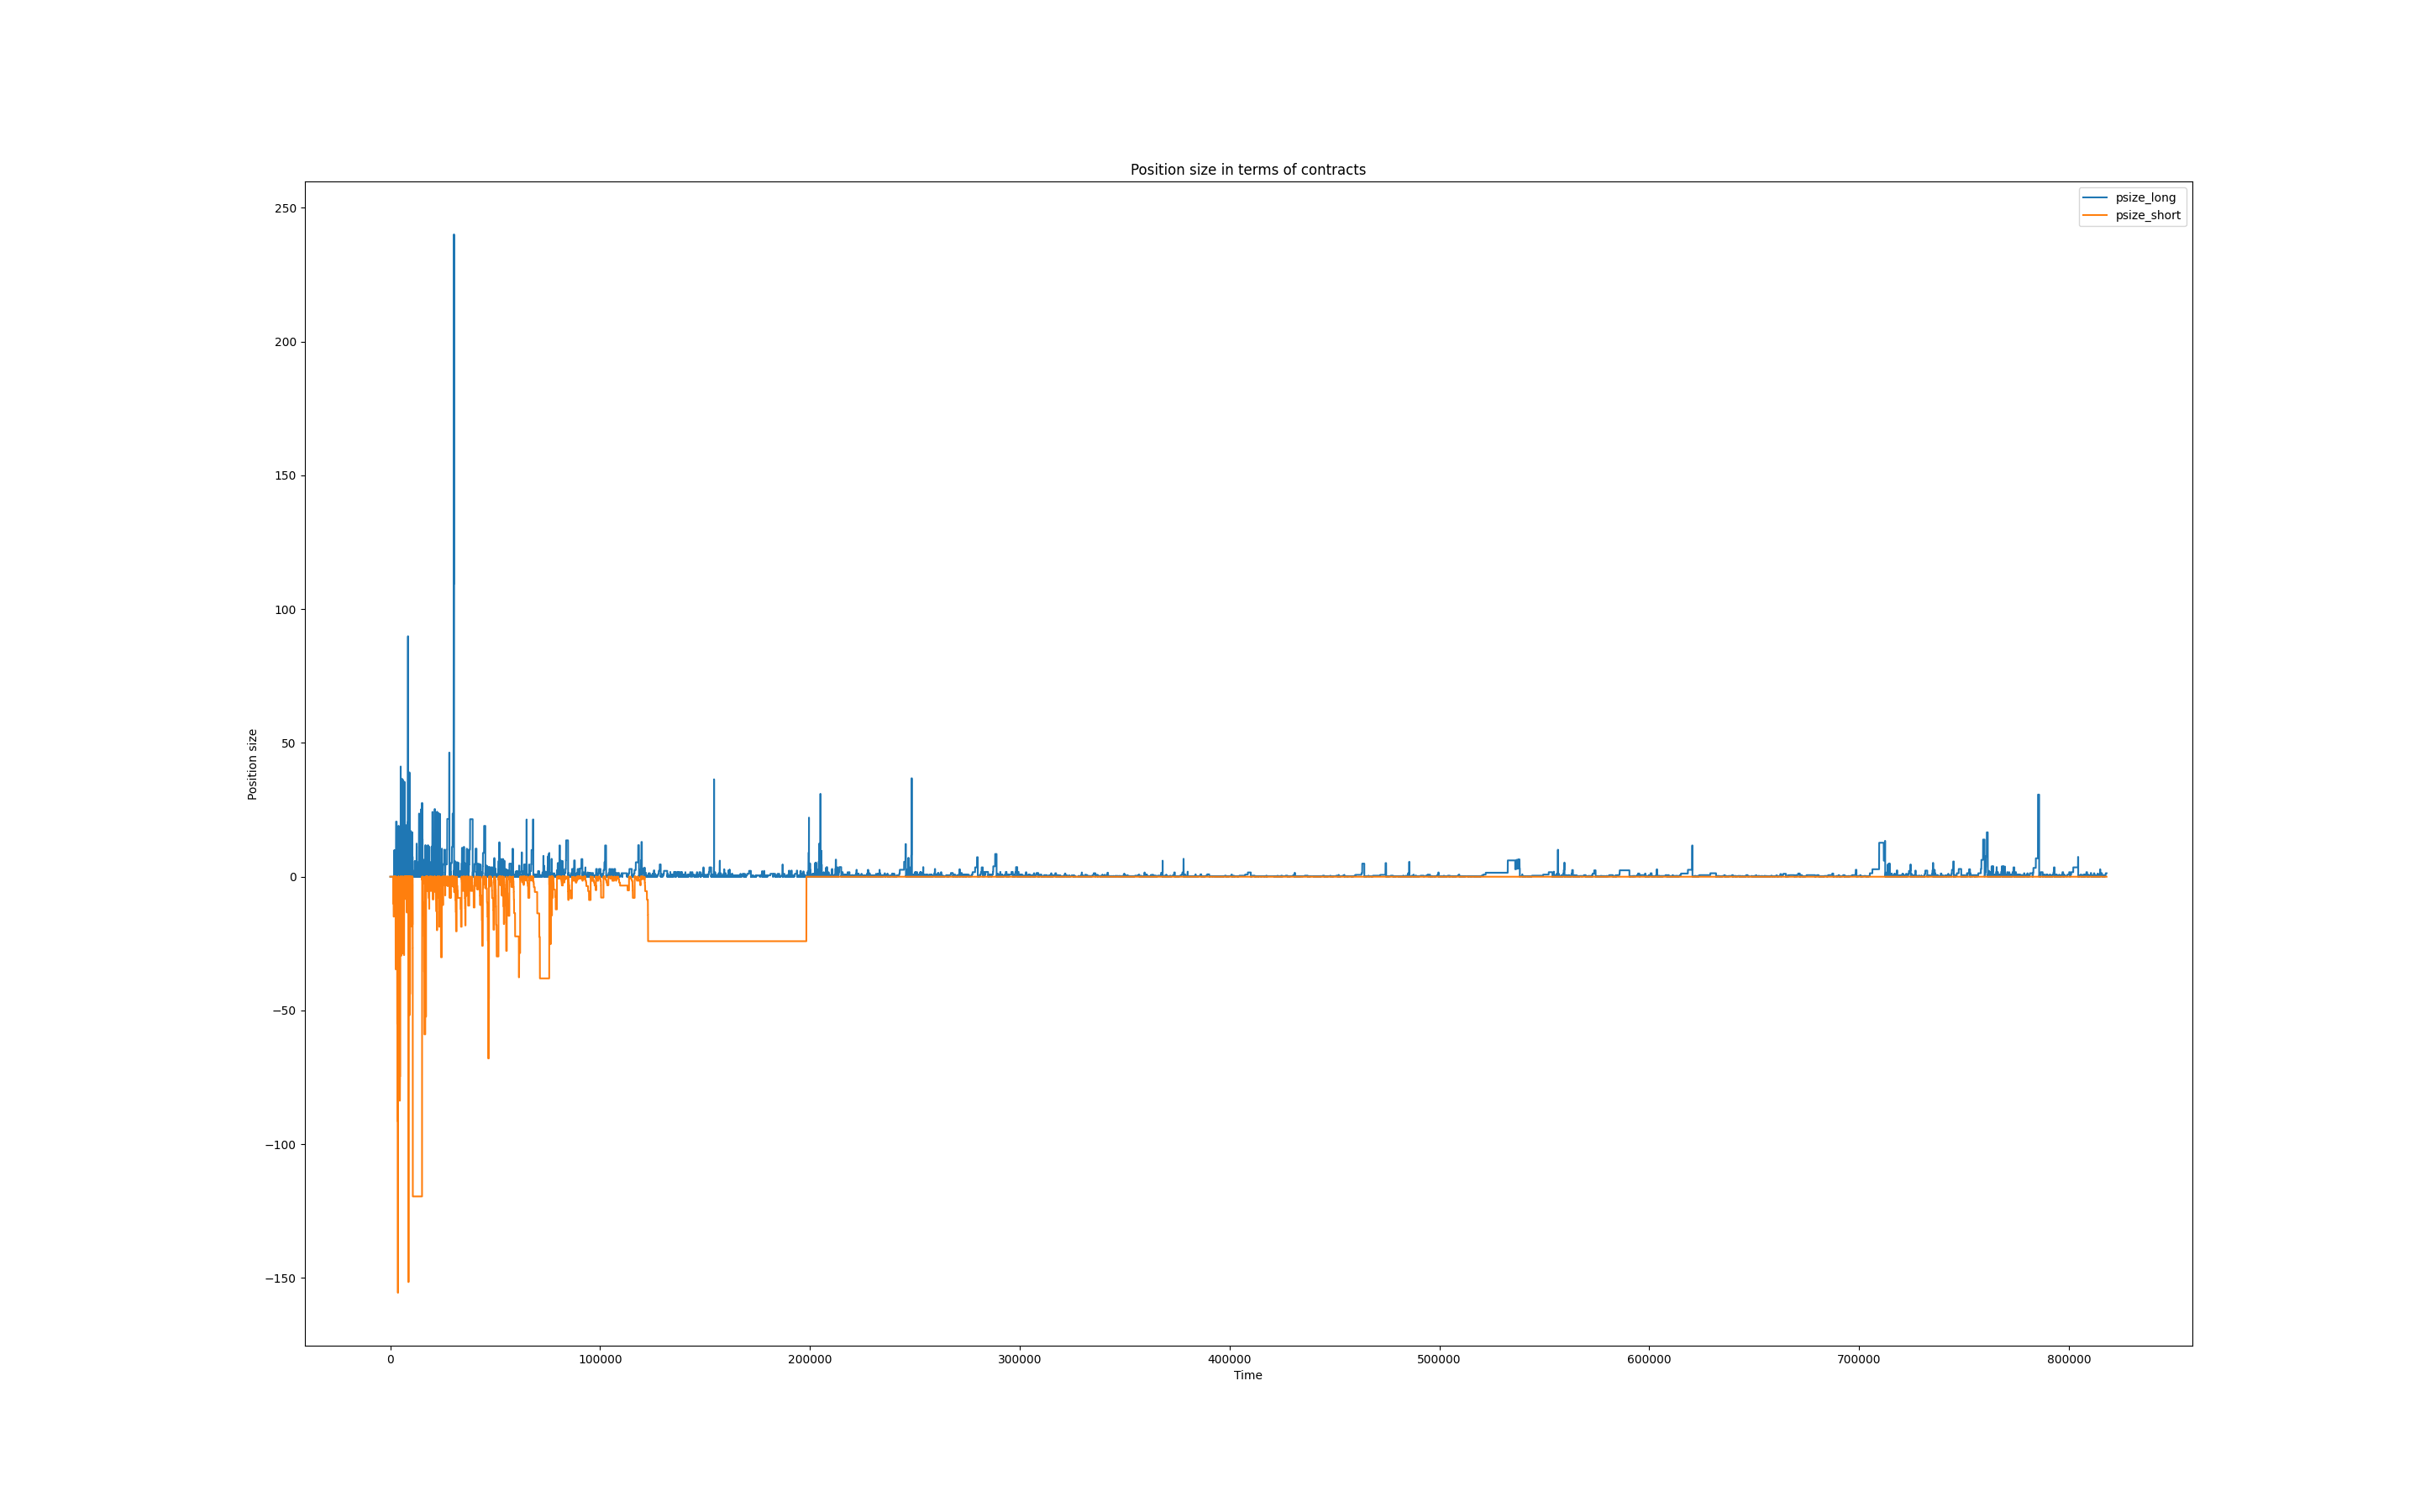 Position size in terms of contracts
psize_long
psize_short
250
200
150
100
50
0
−50
−100
−150
Position size
0 100000 200000 300000 400000 500000 600000 700000 800000
Time